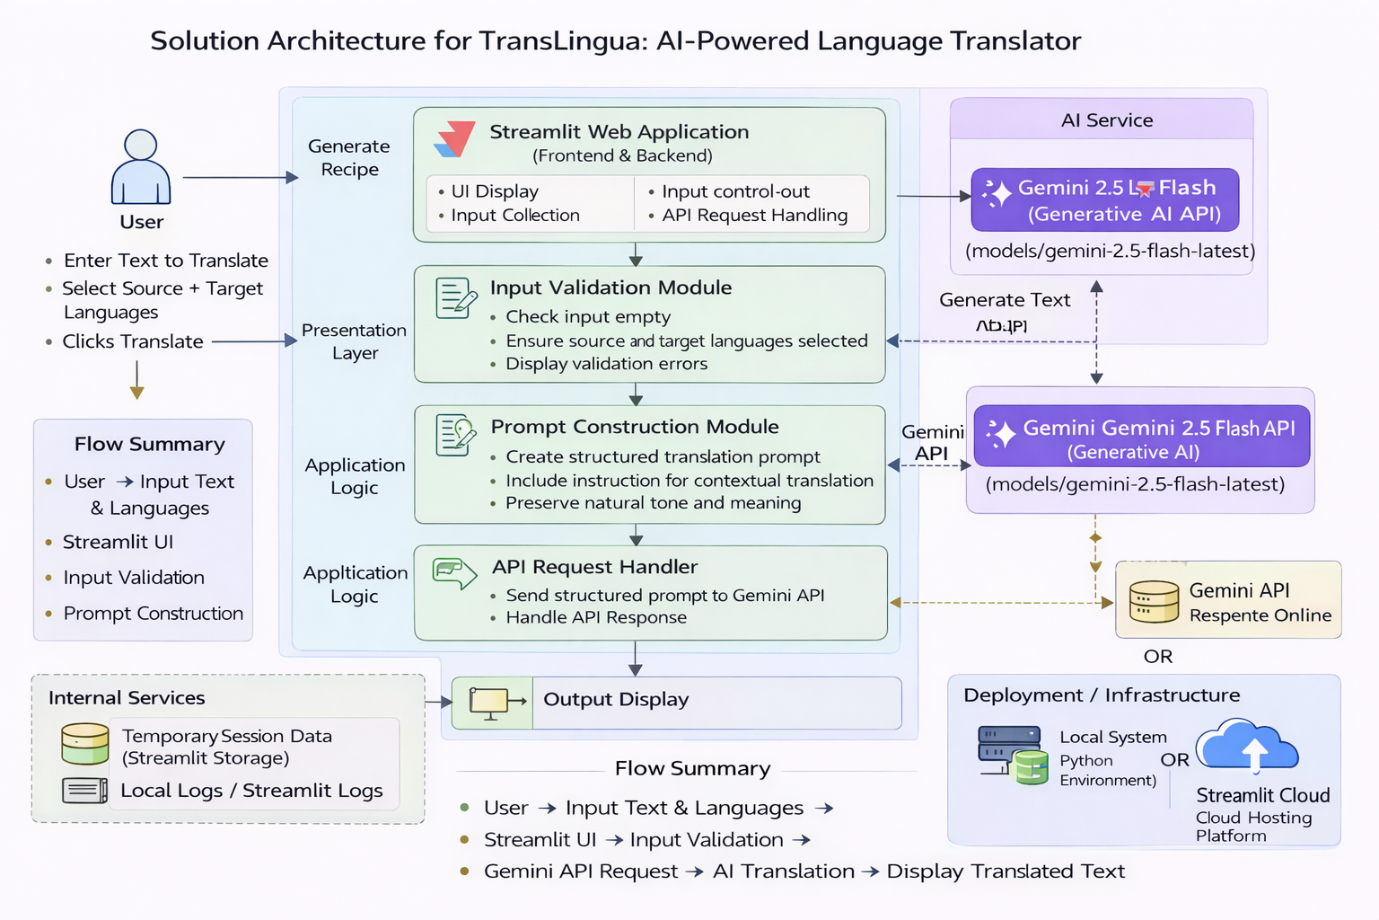 Solution Architecture for TransLingua: AI-Powered Language Translator
User
• Enter Text to Translate
• Select Source + Target
Languages
• Clicks Translate
Flow Summary
• User → Input Text
& Languages
• Streamlit UI
• Input Validation
• Prompt Construction
Generate
Recipe
Presentation
Layer
Application
Logic
Appltication
Logic
Streamlit Web Application
(Frontend & Backend)
• UI Display
• Input Collection
• Input control-out
• API Request Handling
Input Validation Module
• Check input empty
• Ensure source and target languages selected
• Display validation errors
Prompt Construction Module
• Create structured translation prompt
• Include instruction for contextual translation
• Preserve natural tone and meaning
API Request Handler
• Send structured prompt to Gemini API
Handle API Response
Output Display
AI Service
Gemini 2.5 Flash
(Generative AI API)
(models/gemini-2.5-flash-latest)
Generate Text
Gemini
API
Gemini Gemini 2.5 Flash API
(Generative AI)
(models/gemini-2.5-flash-latest)
Gemini API
Respente Online
OR
Internal Services
Temporary Session Data
(Streamlit Storage)
Local Logs / Streamlit Logs
Deployment / Infrastructure
Local System
Python
Environment)
OR
Streamlit Cloud
Cloud Hosting
Platform
Flow Summary
• User → Input Text & Languages →
• Streamlit UI → Input Validation →
• Gemini API Request → AI Translation → Display Translated Text